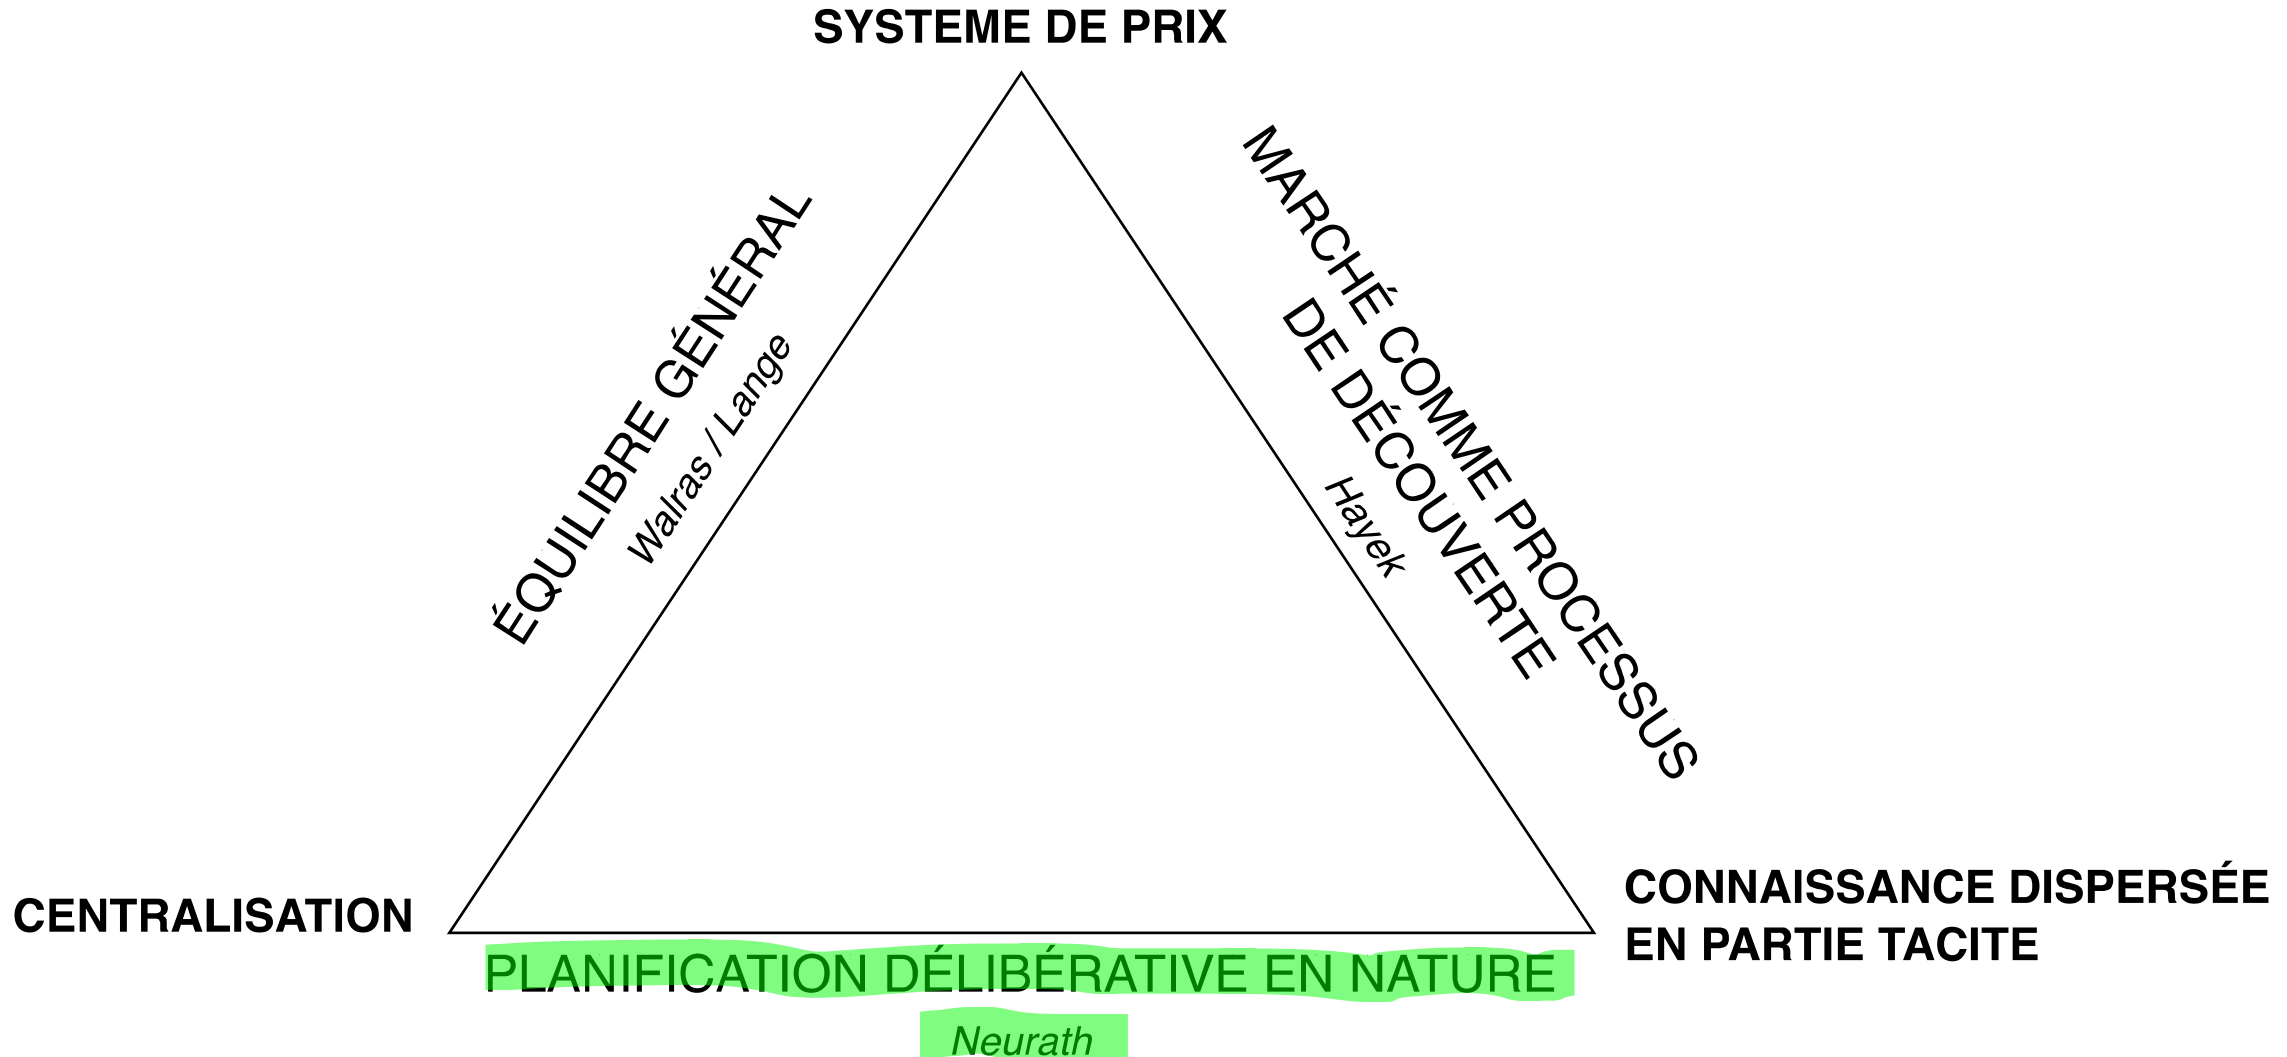 SYSTEME DE PRIX
ÉQUILIBRE GÉNÉRAL
Walras / Lange
MARCHÉ COMME PROCESSUS
DE DÉCOUVERTE
Hayek
CENTRALISATION
CONNAISSANCE DISPERSÉE
EN PARTIE TACITE
PLANIFICATION DÉLIBÉRATIVE EN NATURE
Neurath